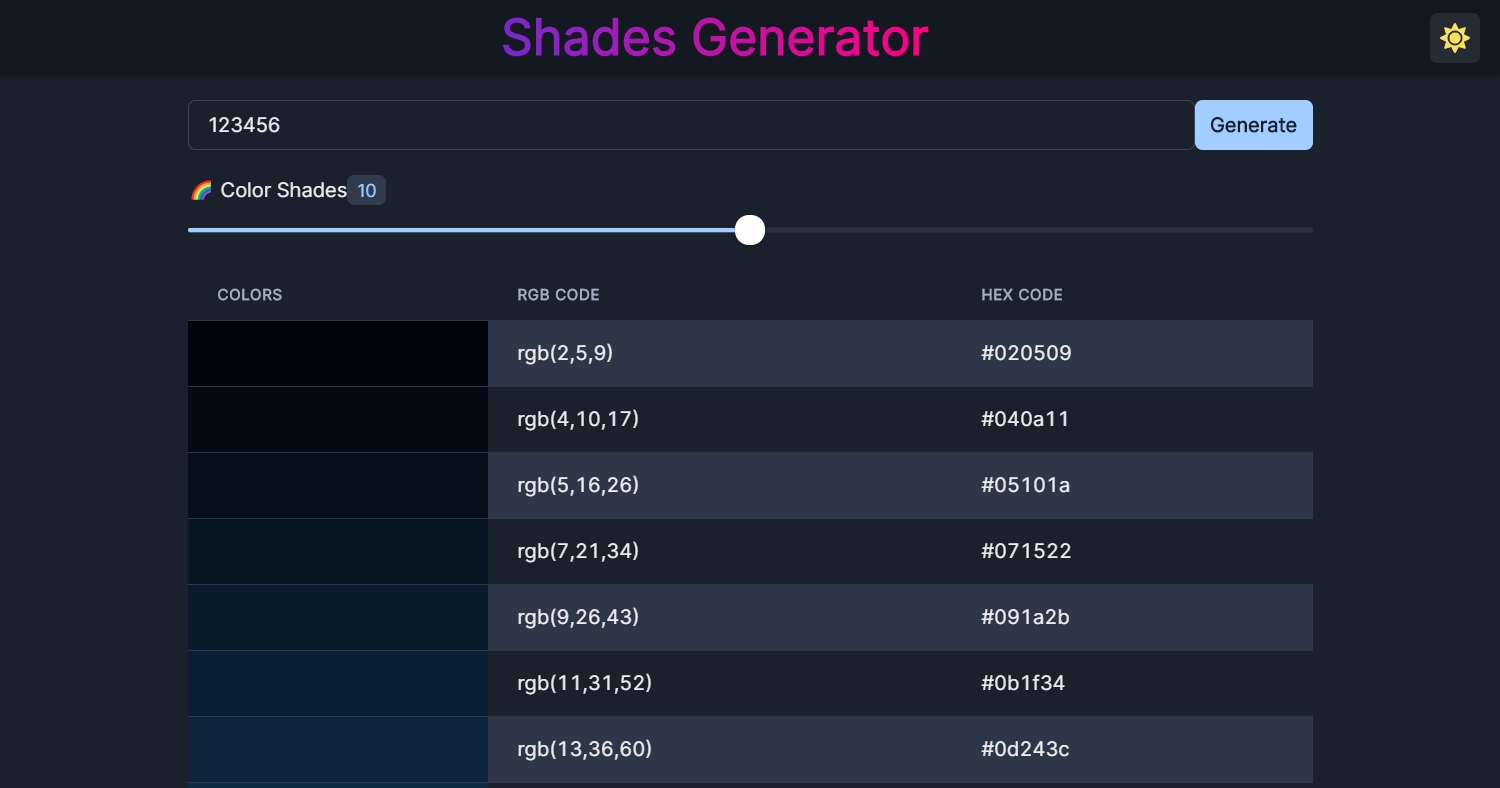 Shades Generator
123456 Generate
🌈 Color Shades 10
COLORS RGB CODE HEX CODE
rgb(2,5,9) #020509
rgb(4,10,17) #040a11
rgb(5,16,26) #05101a
rgb(7,21,34) #071522
rgb(9,26,43) #091a2b
rgb(11,31,52) #0b1f34
rgb(13,36,60) #0d243c